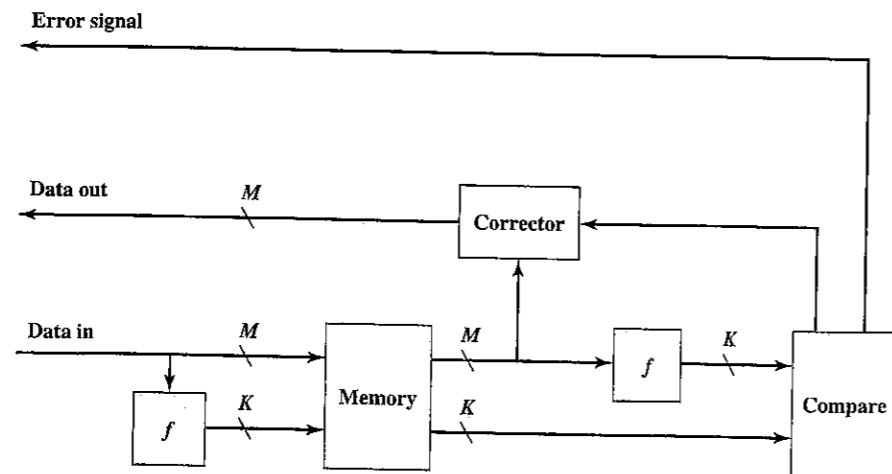 Error signal
Data out
M
Corrector
Data in
M
M
K
f
K
Memory
K
f
Compare